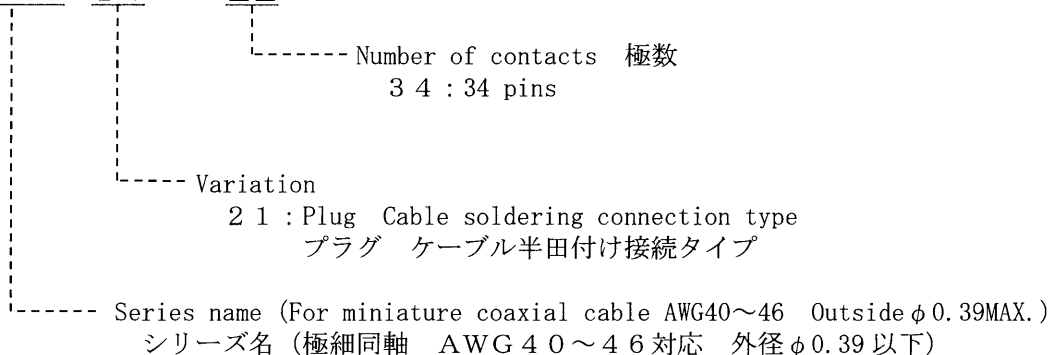 Number of contacts 極数
34:34 pins
Variation
21:Plug Cable soldering connection type
プラグ ケーブル半田付け接続タイプ
Series name (For miniature coaxial cable AWG40～46 Outsideφ0.39MAX.)
シリーズ名 (極細同軸 AWG40～46対応 外径φ0.39以下)